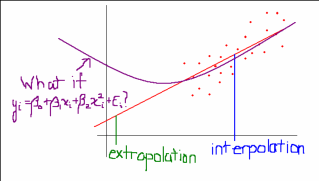 What if
yᵢ = β₀+β₁xᵢ+β₂xᵢ²+εᵢ?
extrapolation
interpolation